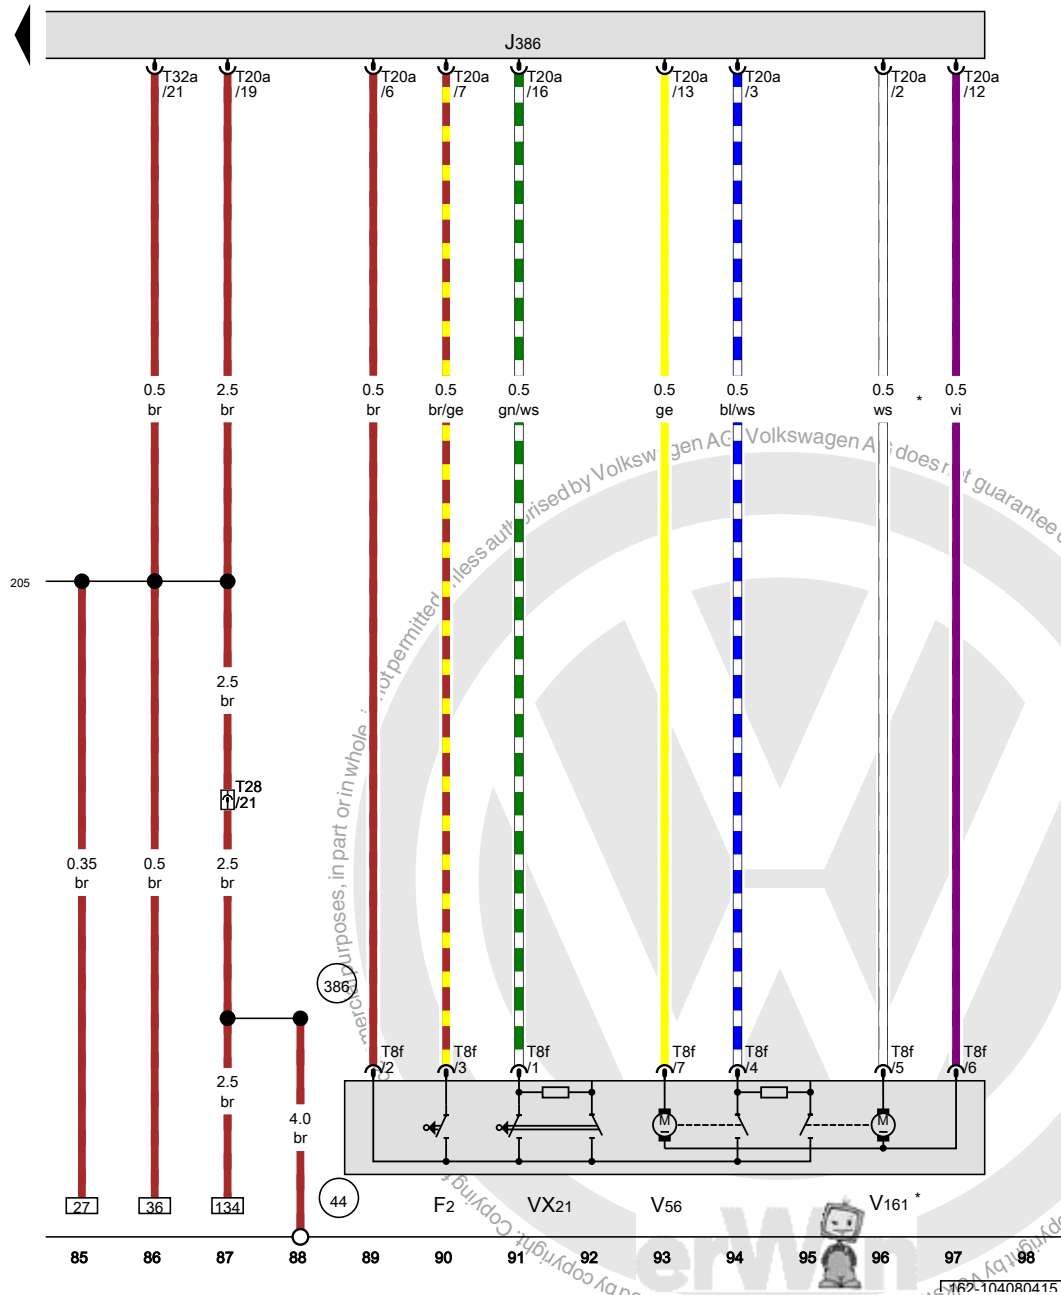 J386
T32a /21
T20a /19
T20a /6
T20a /7
T20a /16
T20a /13
T20a /3
T20a /2
T20a /12
0.5 br
2.5 br
0.5 br
0.5 br/ge
0.5 gn/ws
0.5 ge
0.5 bl/ws
0.5 ws *
0.5 vi
205
2.5 br
T28 /21
0.35 br
0.5 br
2.5 br
386
T8f /2
T8f /3
T8f /1
T8f /7
T8f /4
T8f /5
T8f /6
2.5 br
4.0 br
M
M
27
36
134
44
F2
VX21
V56
V161 *
85 86 87 88 89 90 91 92 93 94 95 96 97 98
162-104080415
erWin